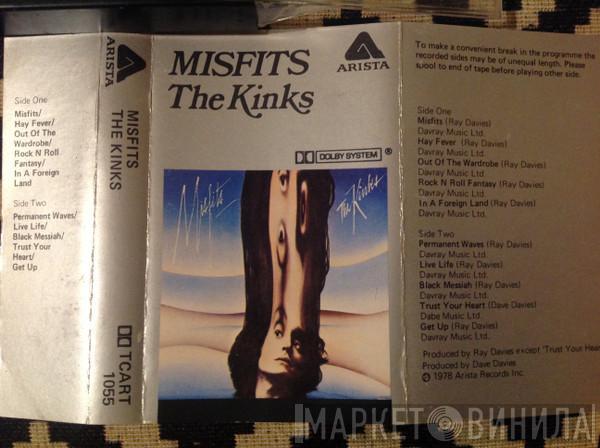 Side One
Misfits/
Hay Fever/
Out Of The
Wardrobe/
Rock N Roll
Fantasy/
In A Foreign
Land
Side Two
Permanent Waves/
Live Life/
Black Messiah/
Trust Your
Heart/
Get Up
ARISTA
MISFITS
THE KINKS
TCART
1055
MISFITS
The Kinks
ARISTA
DOLBY SYSTEM ®
Misfits
The Kinks
To make a convenient break in the programme the
recorded sides may be of unequal length. Please
spool to end of tape before playing other side.
Side One
Misfits (Ray Davies)
Davray Music Ltd.
Hay Fever (Ray Davies)
Davray Music Ltd.
Out Of The Wardrobe (Ray Davies)
Davray Music Ltd.
Rock N Roll Fantasy (Ray Davies)
Davray Music Ltd.
In A Foreign Land (Ray Davies)
Davray Music Ltd.
Side Two
Permanent Waves (Ray Davies)
Davray Music Ltd.
Live Life (Ray Davies)
Davray Music Ltd.
Black Messiah (Ray Davies)
Davray Music Ltd.
Trust Your Heart (Dave Davies)
Dabe Music Ltd.
Get Up (Ray Davies)
Davray Music Ltd.
Produced by Ray Davies except 'Trust Your Hear
Produced by Dave Davies
℗ 1978 Arista Records Inc.
МАРКЕТ ВИНИЛА